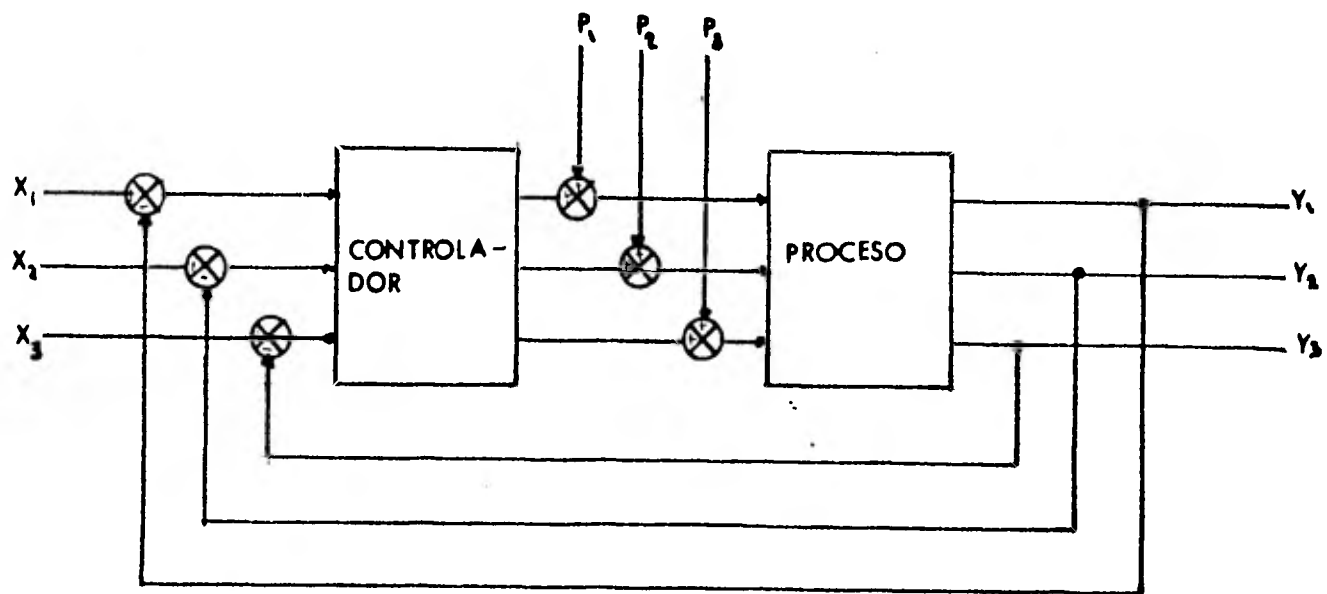 P₁ P₂ P₃
X₁
X₂
X₃
CONTROLA-
DOR
PROCESO
Y₁
Y₂
Y₃